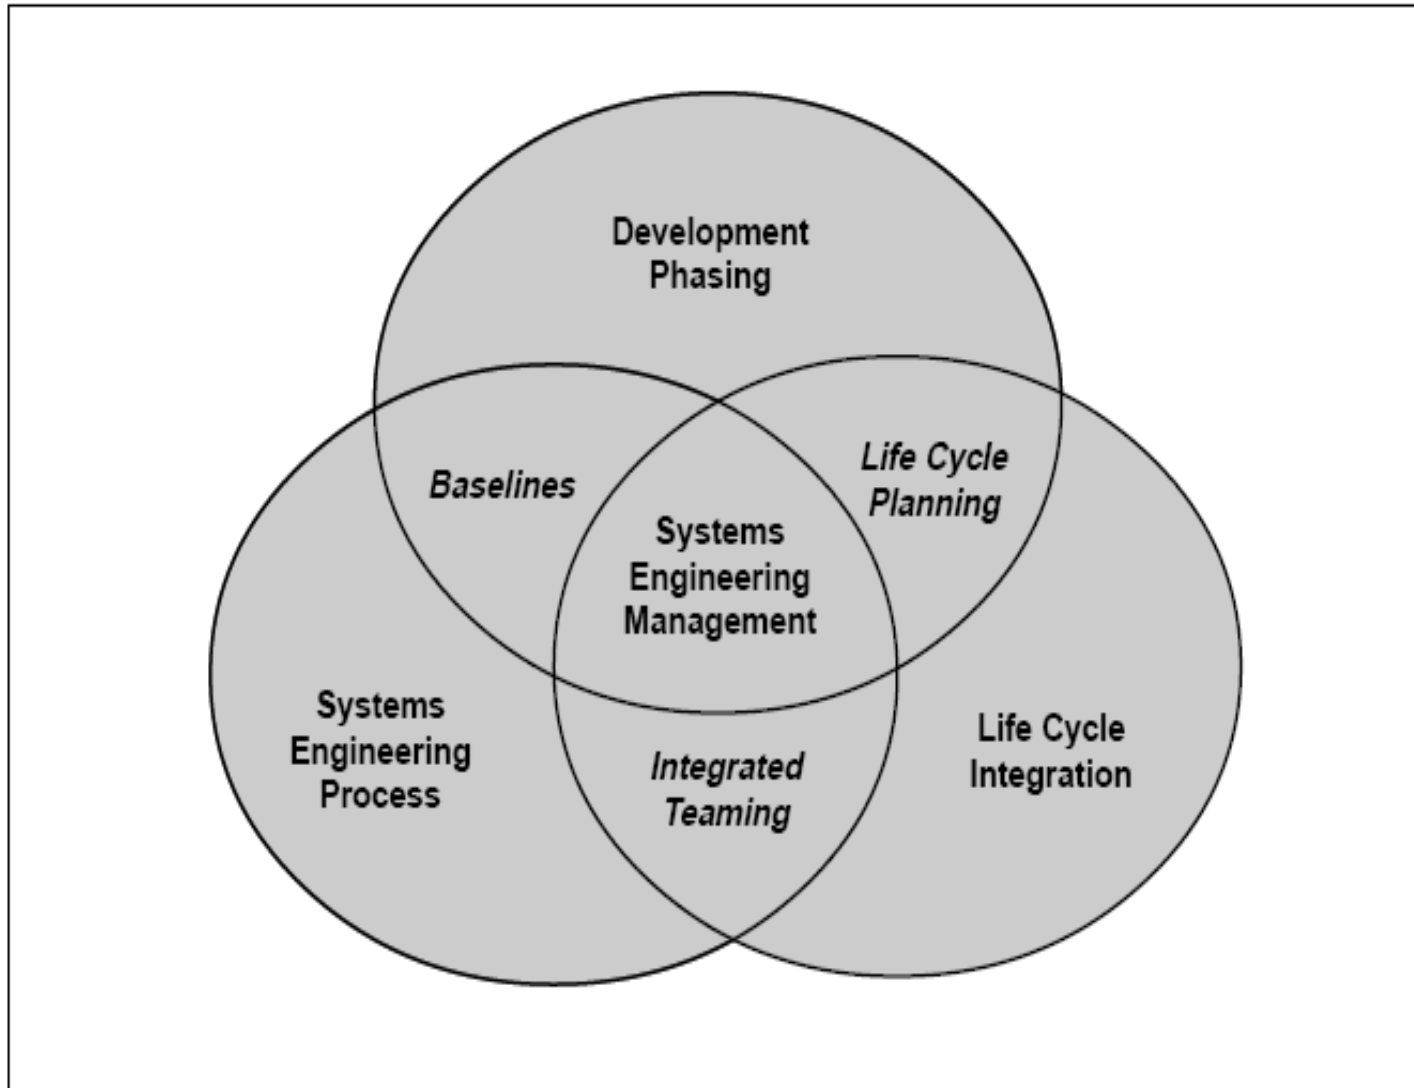 Development
Phasing
Baselines
Life Cycle
Planning
Systems
Engineering
Management
Systems
Engineering
Process
Integrated
Teaming
Life Cycle
Integration